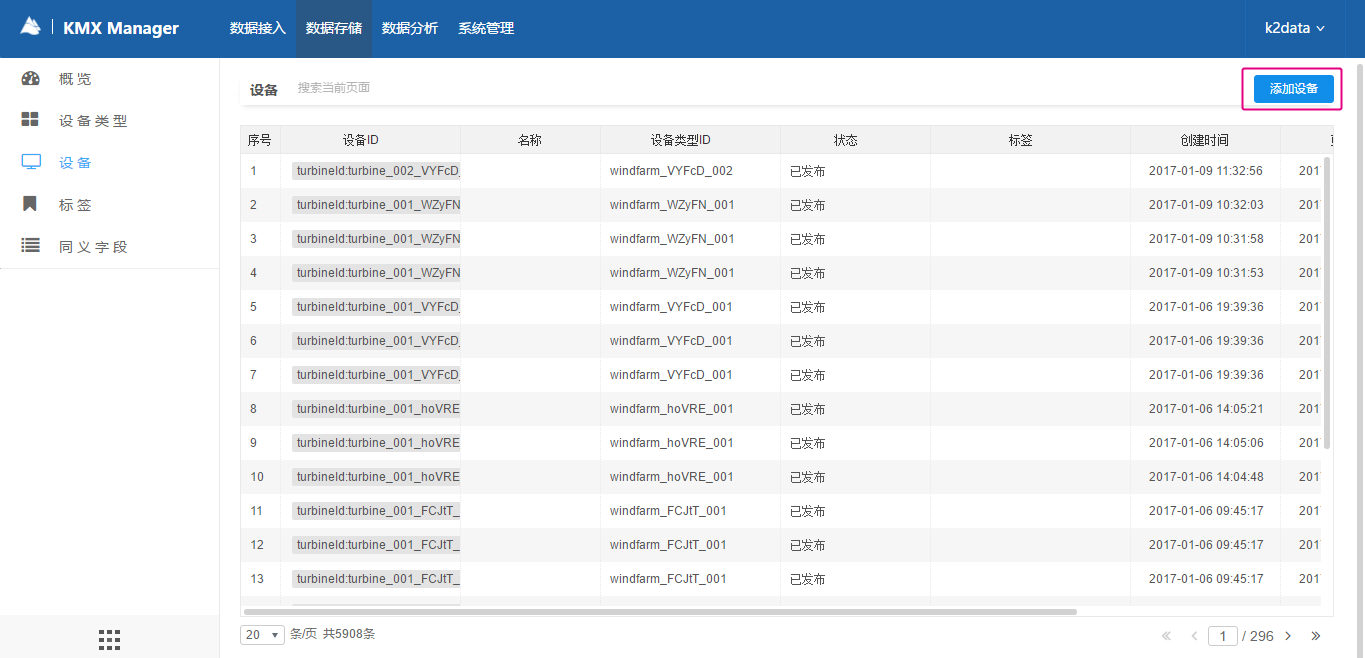 KMX Manager 数据接入 数据存储 数据分析 系统管理 k2data
概览
设备类型
设备
标签
同义字段
设备 搜索当前页面 添加设备
序号 设备ID 名称 设备类型ID 状态 标签 创建时间
1 turbineId:turbine_002_VYFcD_ windfarm_VYFcD_002 已发布 2017-01-09 11:32:56 201
2 turbineId:turbine_001_WZyFN windfarm_WZyFN_001 已发布 2017-01-09 10:32:03 201
3 turbineId:turbine_001_WZyFN windfarm_WZyFN_001 已发布 2017-01-09 10:31:58 201
4 turbineId:turbine_001_WZyFN windfarm_WZyFN_001 已发布 2017-01-09 10:31:53 201
5 turbineId:turbine_001_VYFcD_ windfarm_VYFcD_001 已发布 2017-01-06 19:39:36 201
6 turbineId:turbine_001_VYFcD_ windfarm_VYFcD_001 已发布 2017-01-06 19:39:36 201
7 turbineId:turbine_001_VYFcD_ windfarm_VYFcD_001 已发布 2017-01-06 19:39:36 201
8 turbineId:turbine_001_hoVRE windfarm_hoVRE_001 已发布 2017-01-06 14:05:21 201
9 turbineId:turbine_001_hoVRE windfarm_hoVRE_001 已发布 2017-01-06 14:05:06 201
10 turbineId:turbine_001_hoVRE windfarm_hoVRE_001 已发布 2017-01-06 14:04:48 201
11 turbineId:turbine_001_FCJtT_ windfarm_FCJtT_001 已发布 2017-01-06 09:45:17 201
12 turbineId:turbine_001_FCJtT_ windfarm_FCJtT_001 已发布 2017-01-06 09:45:17 201
13 turbineId:turbine_001_FCJtT_ windfarm_FCJtT_001 已发布 2017-01-06 09:45:17 201
20 条/页 共5908条 « ‹ 1 / 296 › »